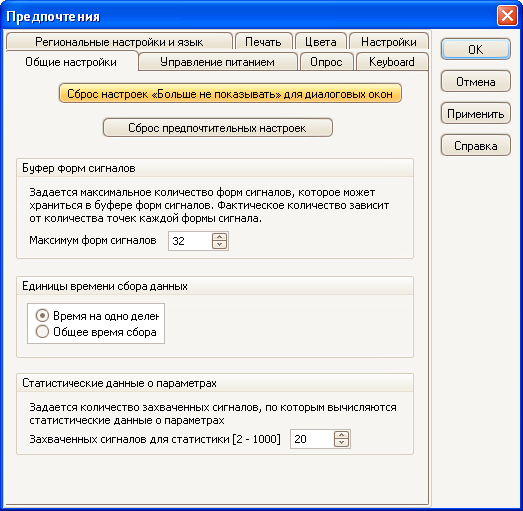 Предпочтения
Региональные настройки и язык
Печать
Цвета
Настройки
Общие настройки
Управление питанием
Опрос
Keyboard
OK
Отмена
Применить
Справка
Сброс настроек «Больше не показывать» для диалоговых окон
Сброс предпочтительных настроек
Буфер форм сигналов
Задается максимальное количество форм сигналов, которое может
храниться в буфере форм сигналов. Фактическое количество зависит
от количества точек каждой формы сигнала.
Максимум форм сигналов 32
Единицы времени сбора данных
Время на одно делен
Общее время сбора
Статистические данные о параметрах
Задается количество захваченных сигналов, по которым вычисляются
статистические данные о параметрах
Захваченных сигналов для статистики [2 - 1000] 20